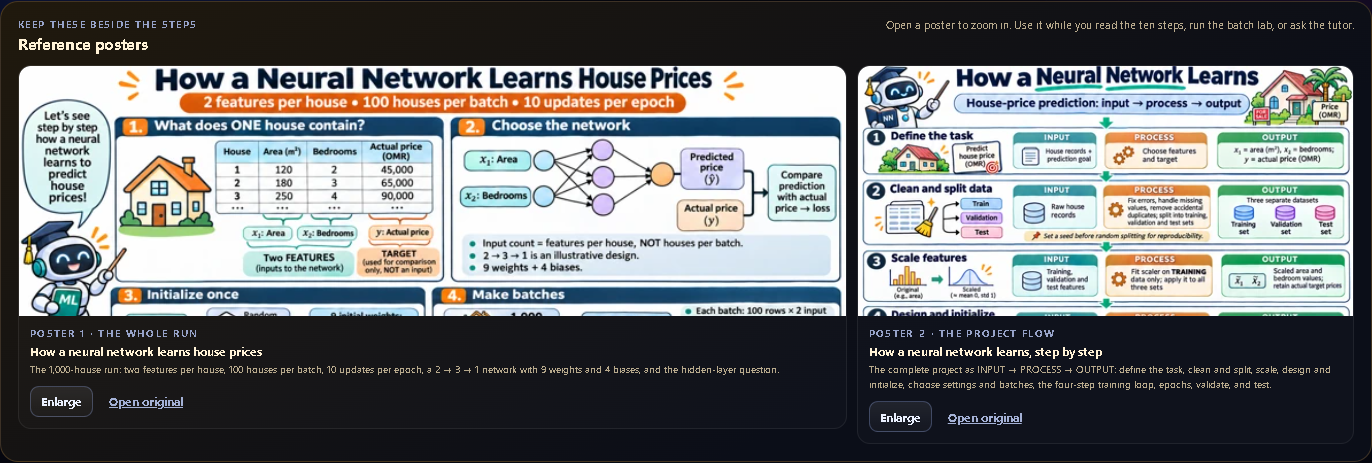 KEEP THESE BESIDE THE STEPS
Reference posters
Open a poster to zoom in. Use it while you read the ten steps, run the batch lab, or ask the tutor.
How a Neural Network Learns House Prices
2 features per house • 100 houses per batch • 10 updates per epoch
Let's see
step by step
how a neural
network
learns to
predict
house
prices!
ML
1. What does ONE house contain?
House Area (m²) Bedrooms Actual price (OMR)
1 120 2 45,000
2 180 3 65,000
3 250 4 90,000
... ... ... ...
x₁: Area x₂: Bedrooms y: Actual price
Two FEATURES
(inputs to the network)
TARGET
(used for comparison
only, NOT an input)
2. Choose the network
x₁: Area
x₂: Bedrooms
Predicted
price
(ŷ)
Actual price
(y)
Compare
prediction
with actual
price → loss
• Input count = features per house, NOT houses per batch.
• 2 → 3 → 1 is an illustrative design.
• 9 weights + 4 biases.
3. Initialize once
Random
9 initial weights:
4. Make batches
1,000
• Each batch: 100 rows × 2 input
POSTER 1 · THE WHOLE RUN
How a neural network learns house prices
The 1,000-house run: two features per house, 100 houses per batch, 10 updates per epoch, a 2 → 3 → 1 network with 9 weights and 4 biases, and the hidden-layer question.
Enlarge Open original
How a Neural Network Learns
House-price prediction: input → process → output
NN
Price
(OMR)
1 Define the task
Predict
house price
(OMR)
INPUT
House records +
prediction goal
PROCESS
Choose features
and target
OUTPUT
x₁ = area (m²), x₂ = bedrooms;
y = actual price (OMR)
2 Clean and split data
Train
Validation
Test
INPUT
Raw house
records
PROCESS
Fix errors, handle missing
values, remove accidental
duplicates; split into training,
validation and test sets
OUTPUT
Three separate datasets
Training
set
Validation
set
Test
set
Set a seed before random splitting for reproducibility.
3 Scale features
Original
(e.g., area)
Scaled
(≈ mean 0, std 1)
INPUT
Training,
validation and
test features
PROCESS
Fit scaler on TRAINING
data only; apply it to all
three sets
OUTPUT
x̃₁ x̃₂
Scaled area and
bedroom values;
retain actual target prices
4 Design and initialize
INPUT
PROCESS
OUTPUT
POSTER 2 · THE PROJECT FLOW
How a neural network learns, step by step
The complete project as INPUT → PROCESS → OUTPUT: define the task, clean and split, scale, design and
initialize, choose settings and batches, the four-step training loop, epochs, validate, and test.
Enlarge Open original